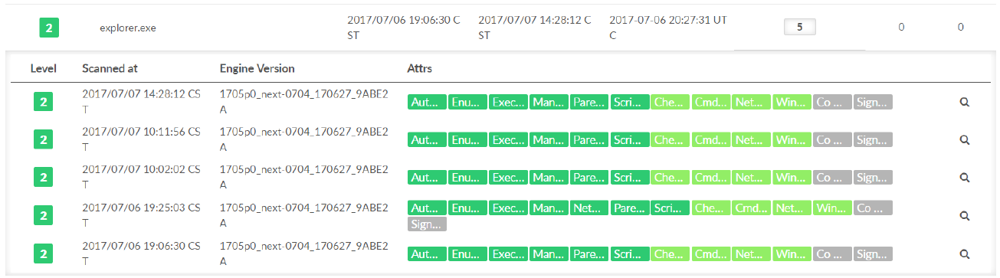 2 explorer.exe 2017/07/06 19:06:30 C 2017/07/07 14:28:12 C 2017-07-06 20:27:31 UT 5 0 0
ST ST C
Level Scanned at Engine Version Attrs
2 2017/07/07 14:28:12 CS 1705p0_next-0704_170627_9ABE2 Aut... Enu... Exec... Man... Pare... Scri... Che... Cmd... Net... Win... Co ... Sign...
T A
2 2017/07/07 10:11:56 CS 1705p0_next-0704_170627_9ABE2 Aut... Enu... Exec... Man... Pare... Scri... Che... Cmd... Net... Win... Co ... Sign...
T A
2 2017/07/07 10:02:02 CS 1705p0_next-0704_170627_9ABE2 Aut... Enu... Exec... Man... Pare... Scri... Che... Cmd... Net... Win... Co ... Sign...
T A
2 2017/07/06 19:25:03 CS 1705p0_next-0704_170627_9ABE2 Aut... Enu... Exec... Man... Net... Pare... Scri... Che... Cmd... Net... Win... Co ...
T A Sign...
2 2017/07/06 19:06:30 CS 1705p0_next-0704_170627_9ABE2 Aut... Enu... Exec... Man... Pare... Scri... Che... Cmd... Net... Win... Co ... Sign...
T A